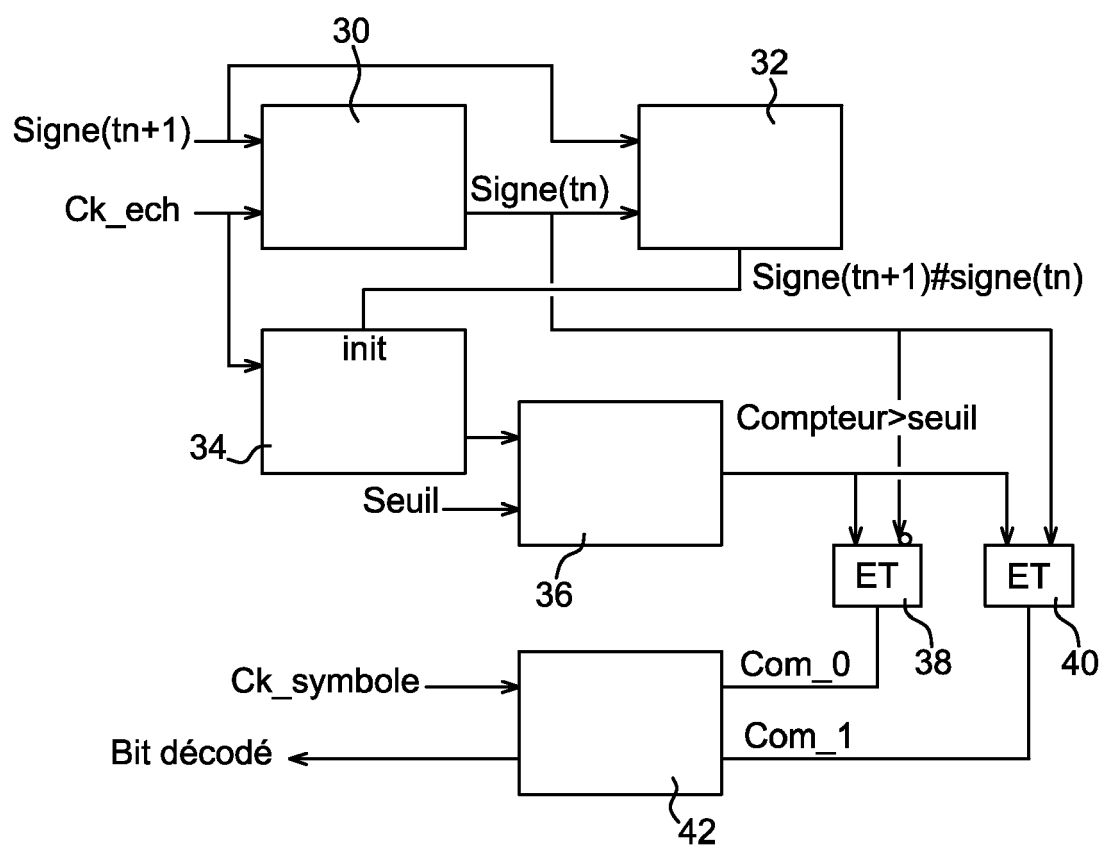 30
32
Signe(tn+1)
Signe(tn)
Ck_ech
Signe(tn+1)#signe(tn)
init
Compteur>seuil
34
Seuil
36
ET
ET
38
40
Com_0
Ck_symbole
Com_1
Bit décodé
42